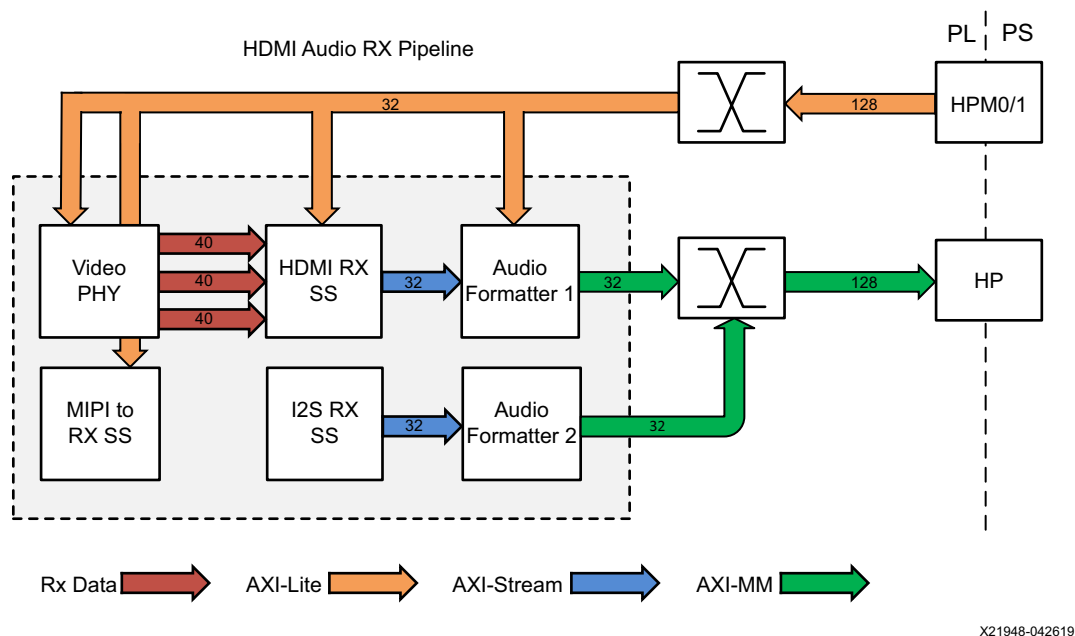 HDMI Audio RX Pipeline
PL
PS
32
128
HPM0/1
Video
PHY
40
40
40
HDMI RX
SS
32
Audio
Formatter 1
32
128
HP
MIPI to
RX SS
I2S RX
SS
32
Audio
Formatter 2
32
Rx Data
AXI-Lite
AXI-Stream
AXI-MM
X21948-042619